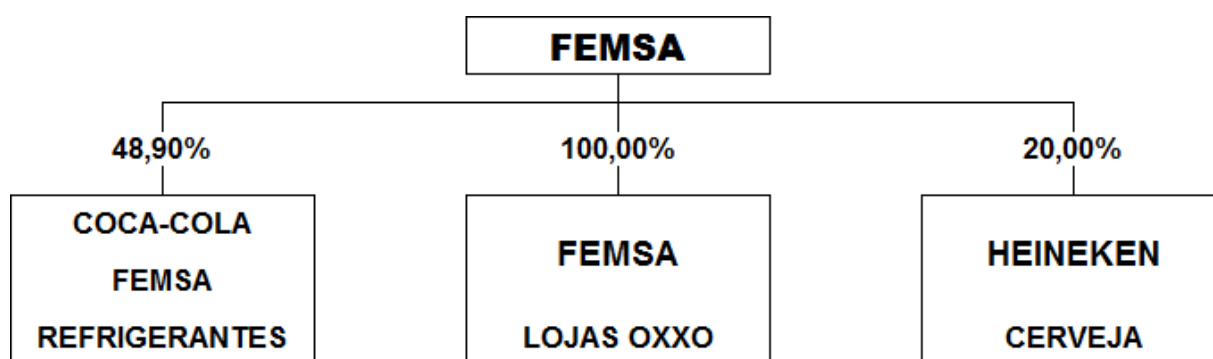 FEMSA
48,90%
100,00%
20,00%
COCA-COLA
FEMSA
REFRIGERANTES
FEMSA
LOJAS OXXO
HEINEKEN
CERVEJA